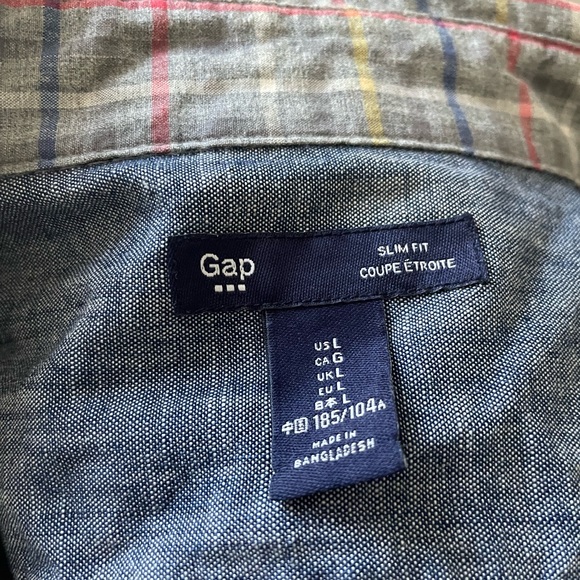 Gap
SLIM FIT
COUPE ÉTROITE
US L
CA G
UK L
EU L
日本 L
中国 185/104A
MADE IN
BANGLADESH